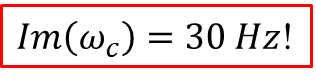 Im(ω_c) = 30 Hz!